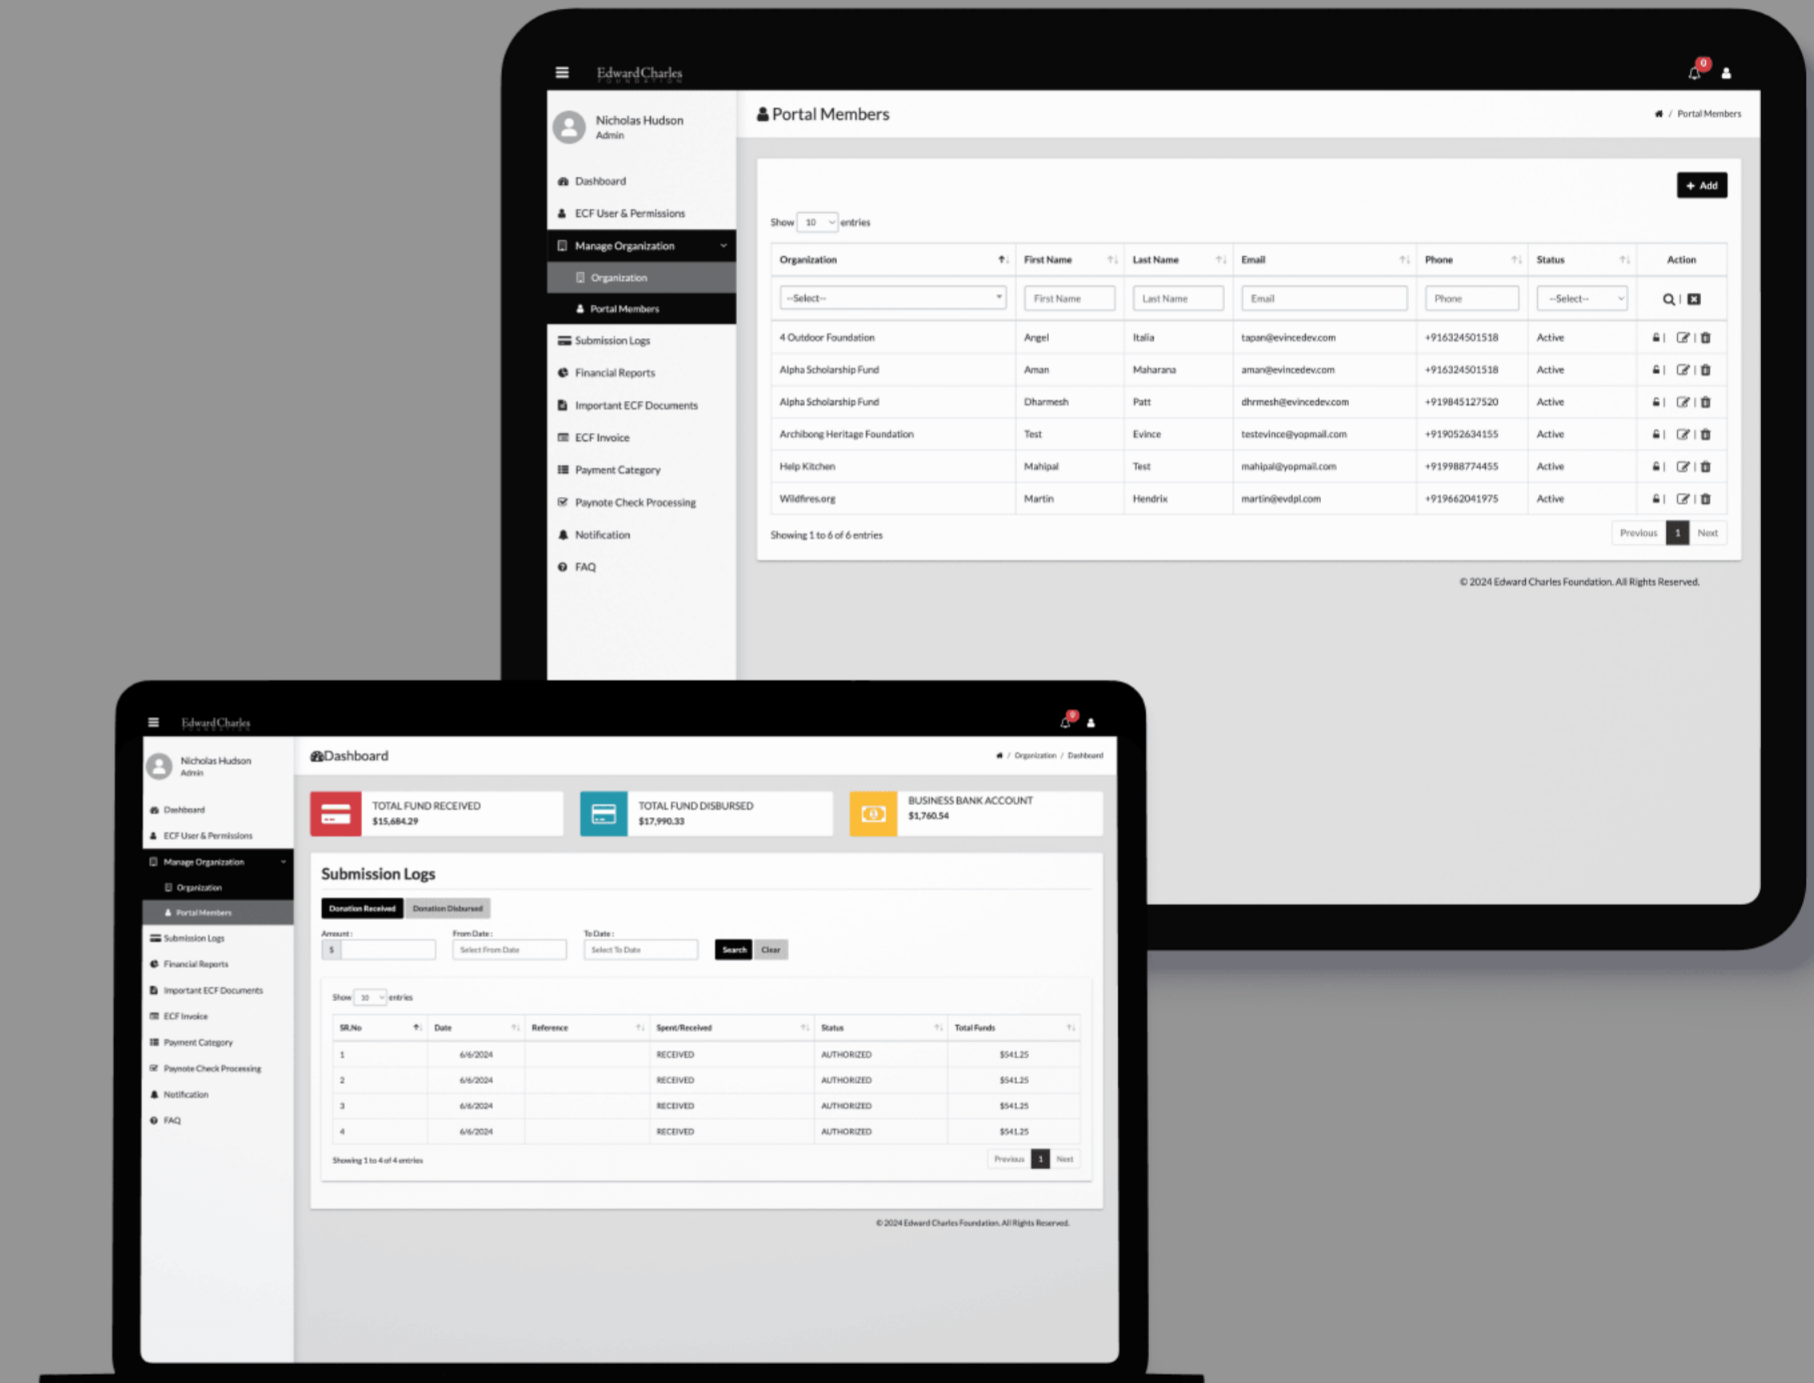 EdwardCharles
FOUNDATION
0
Nicholas Hudson
Admin
Dashboard
ECF User & Permissions
Manage Organization
Organization
Portal Members
Submission Logs
Financial Reports
Important ECF Documents
ECF Invoice
Payment Category
Paynote Check Processing
Notification
FAQ
Portal Members
/ Portal Members
+ Add
Show 10 entries
Organization First Name Last Name Email Phone Status Action
--Select-- First Name Last Name Email Phone --Select--
4 Outdoor Foundation Angel Italia tapan@evincedev.com +916324501518 Active
Alpha Scholarship Fund Aman Maharana aman@evincedev.com +916324501518 Active
Alpha Scholarship Fund Dharmesh Patt dhrmesh@evincedev.com +919845127520 Active
Archibong Heritage Foundation Test Evince testevince@yopmail.com +919052634155 Active
Help Kitchen Mahipal Test mahipal@yopmail.com +919988774455 Active
Wildfires.org Martin Hendrix martin@evdpl.com +919662041975 Active
Showing 1 to 6 of 6 entries
Previous 1 Next
© 2024 Edward Charles Foundation. All Rights Reserved.
EdwardCharles
FOUNDATION
0
Nicholas Hudson
Admin
Dashboard
ECF User & Permissions
Manage Organization
Organization
Portal Members
Submission Logs
Financial Reports
Important ECF Documents
ECF Invoice
Payment Category
Paynote Check Processing
Notification
FAQ
Dashboard
/ Organization / Dashboard
TOTAL FUND RECEIVED
$15,684.29
TOTAL FUND DISBURSED
$17,990.33
BUSINESS BANK ACCOUNT
$1,760.54
Submission Logs
Donation Received Donation Disbursed
Amount : From Date : To Date :
$ Select From Date Select To Date Search Clear
Show 10 entries
SR.No Date Reference Spent/Received Status Total Funds
1 6/6/2024 RECEIVED AUTHORIZED $541.25
2 6/6/2024 RECEIVED AUTHORIZED $541.25
3 6/6/2024 RECEIVED AUTHORIZED $541.25
4 6/6/2024 RECEIVED AUTHORIZED $541.25
Showing 1 to 4 of 4 entries
Previous 1 Next
© 2024 Edward Charles Foundation. All Rights Reserved.